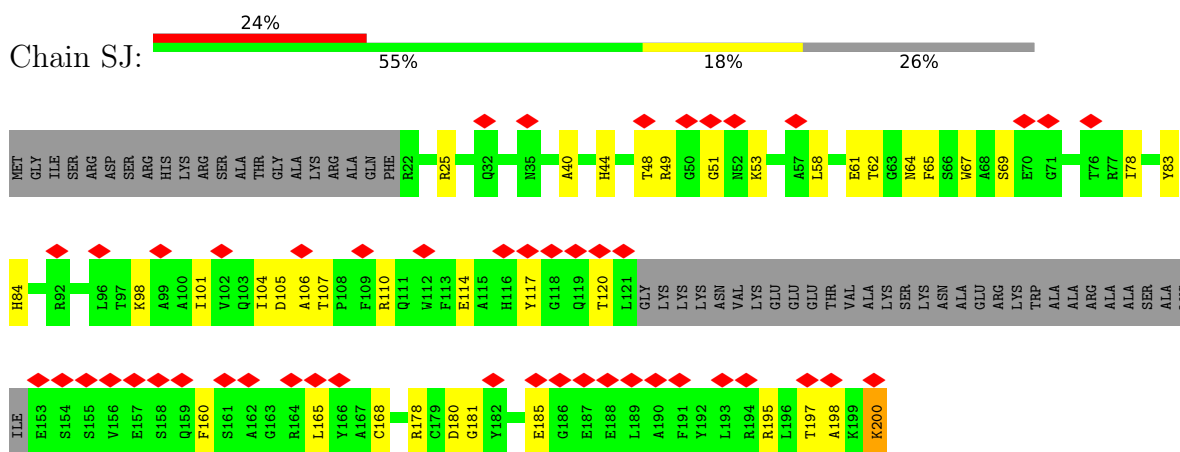 24%
Chain SJ:
55% 18% 26%
MET GLY ILE SER ARG ASP SER ARG HIS LYS ARG SER ALA ALA THR GLY ALA LYS ARG ALA GLN PHE R22 R25 Q32 N35 A40 H44 T48 R49 G50 G51 N52 K53 A57 L58 E61 T62 G63 N64 F65 S66 W67 A68 S69 E70 G71 T76 R77 I78 Y83
H84 R92 L96 T97 K98 A99 A100 I101 V102 Q103 I104 D105 A106 T107 P108 F109 R110 Q111 W112 F113 E114 A115 H116 Y117 G118 Q119 T120 L121 GLY LYS LYS LYS ASN VAL LYS GLU GLU GLU THR VAL ALA LYS SER LYS ASN ALA GLU ARG LYS TRP ALA ALA ARG ALA ALA SER ALA
ILE E153 S154 S155 V156 E157 S158 Q159 F160 S161 A162 G163 R164 L165 Y166 A167 C168 R178 C179 D180 G181 Y182 E185 G186 E187 E188 L189 A190 F191 Y192 L193 R194 R195 L196 T197 A198 K199 K200